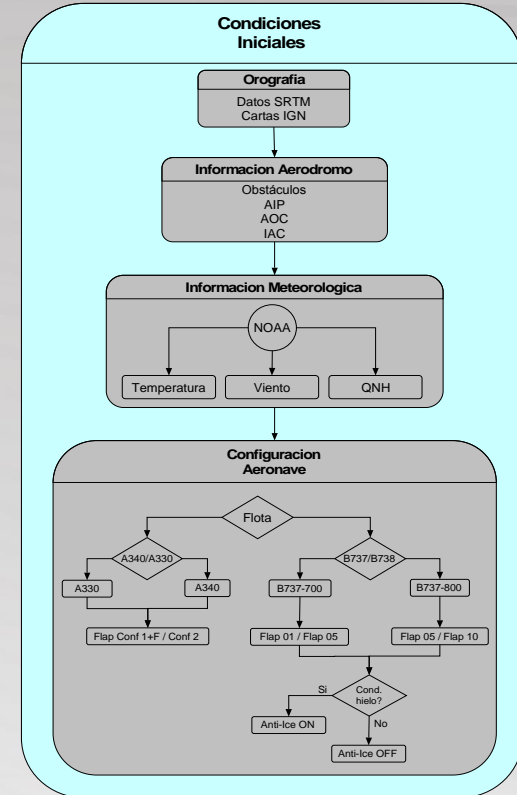 Condiciones
Iniciales
Orografia
Datos SRTM
Cartas IGN
Informacion Aerodromo
Obstáculos
AIP
AOC
IAC
Informacion Meteorologica
NOAA
Temperatura
Viento
QNH
Configuracion
Aeronave
Flota
A340/A330
B737/B738
A330
A340
B737-700
B737-800
Flap Conf 1+F / Conf 2
Flap 01 / Flap 05
Flap 05 / Flap 10
Si
Cond.
hielo?
Anti-Ice ON
No
Anti-Ice OFF